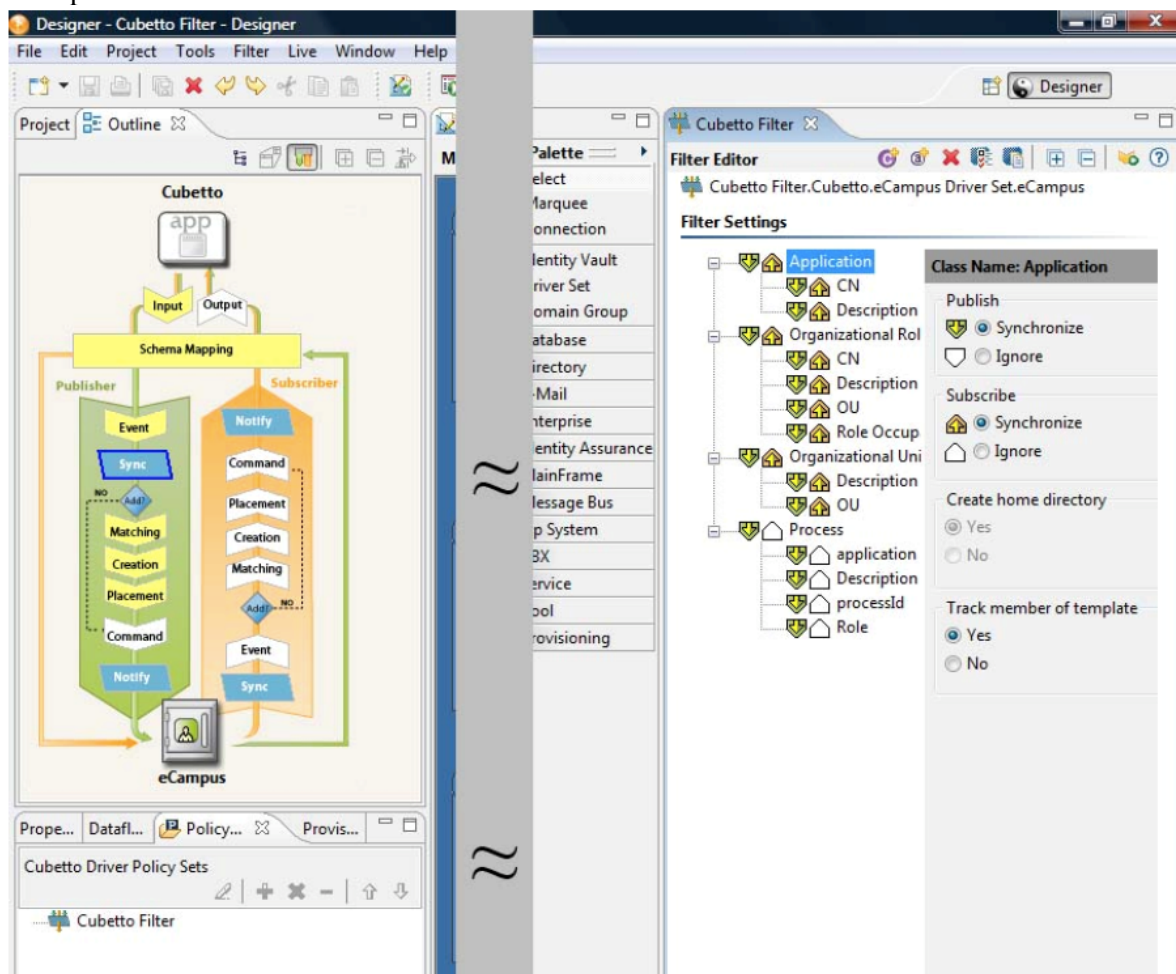 Designer - Cubetto Filter - Designer
File Edit Project Tools Filter Live Window Help
Designer
Project Outline
Cubetto
app
Input Output
Schema Mapping
Publisher Subscriber
Event
Sync
NO
Add?
Matching
Creation
Placement
Command
Notify
Notify
Command
Placement
Creation
Matching
Add? NO
Event
Sync
eCampus
Prope... Datafl... Policy... Provis...
Cubetto Driver Policy Sets
Cubetto Filter
M
Palette
elect
Marquee
onnection
dentity Vault
river Set
omain Group
atabase
irectory
-Mail
nterprise
dentity Assurance
MainFrame
Message Bus
p System
BX
ervice
ool
rovisioning
Cubetto Filter
Filter Editor
Cubetto Filter.Cubetto.eCampus Driver Set.eCampus
Filter Settings
Application
CN
Description
Organizational Rol
CN
Description
OU
Role Occup
Organizational Uni
Description
OU
Process
application
Description
processId
Role
Class Name: Application
Publish
Synchronize
Ignore
Subscribe
Synchronize
Ignore
Create home directory
Yes
No
Track member of template
Yes
No